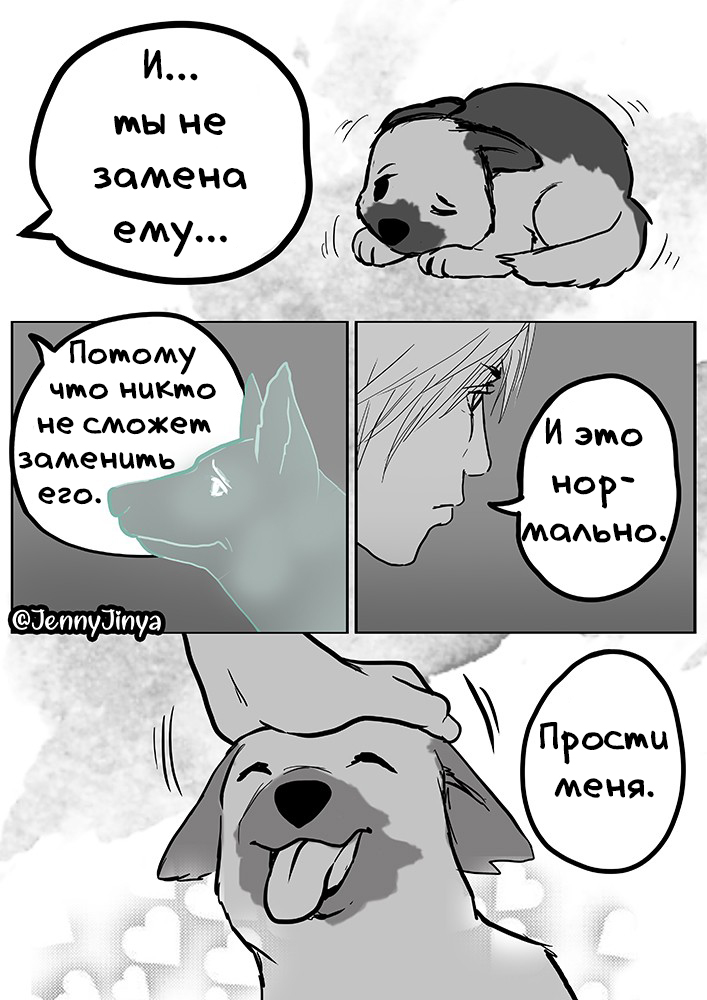 И...
ты не
замена
ему...
Потому
что никто
не сможет
заменить
его.
И это
нор-
мально.
@JennyJinya
Прости
меня.